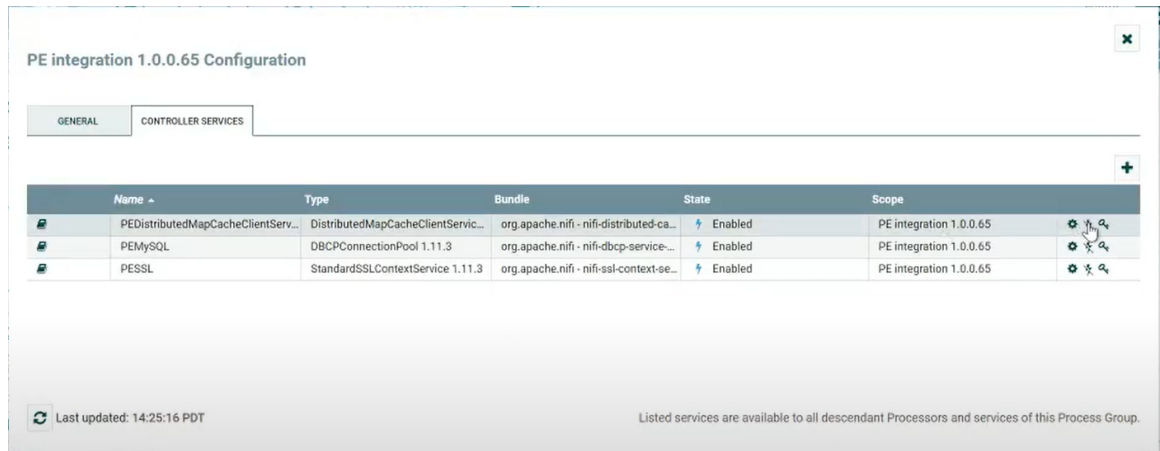 PE integration 1.0.0.65 Configuration
GENERAL CONTROLLER SERVICES
Name Type Bundle State Scope
PEDistributedMapCacheClientServ... DistributedMapCacheClientServic... org.apache.nifi - nifi-distributed-ca... Enabled PE integration 1.0.0.65
PEMySQL DBCPConnectionPool 1.11.3 org.apache.nifi - nifi-dbcp-service-... Enabled PE integration 1.0.0.65
PESSL StandardSSLContextService 1.11.3 org.apache.nifi - nifi-ssl-context-se... Enabled PE integration 1.0.0.65
Last updated: 14:25:16 PDT Listed services are available to all descendant Processors and services of this Process Group.